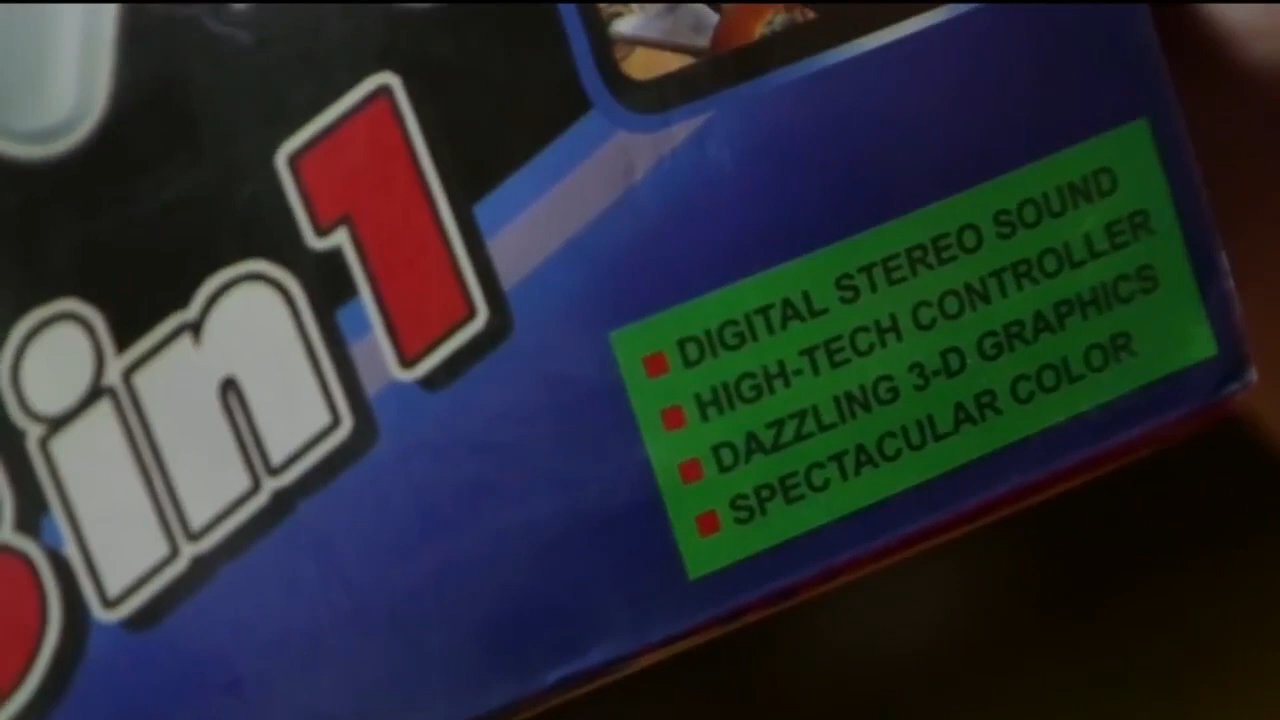 in 1
DIGITAL STEREO SOUND
HIGH-TECH CONTROLLER
DAZZLING 3-D GRAPHICS
SPECTACULAR COLOR